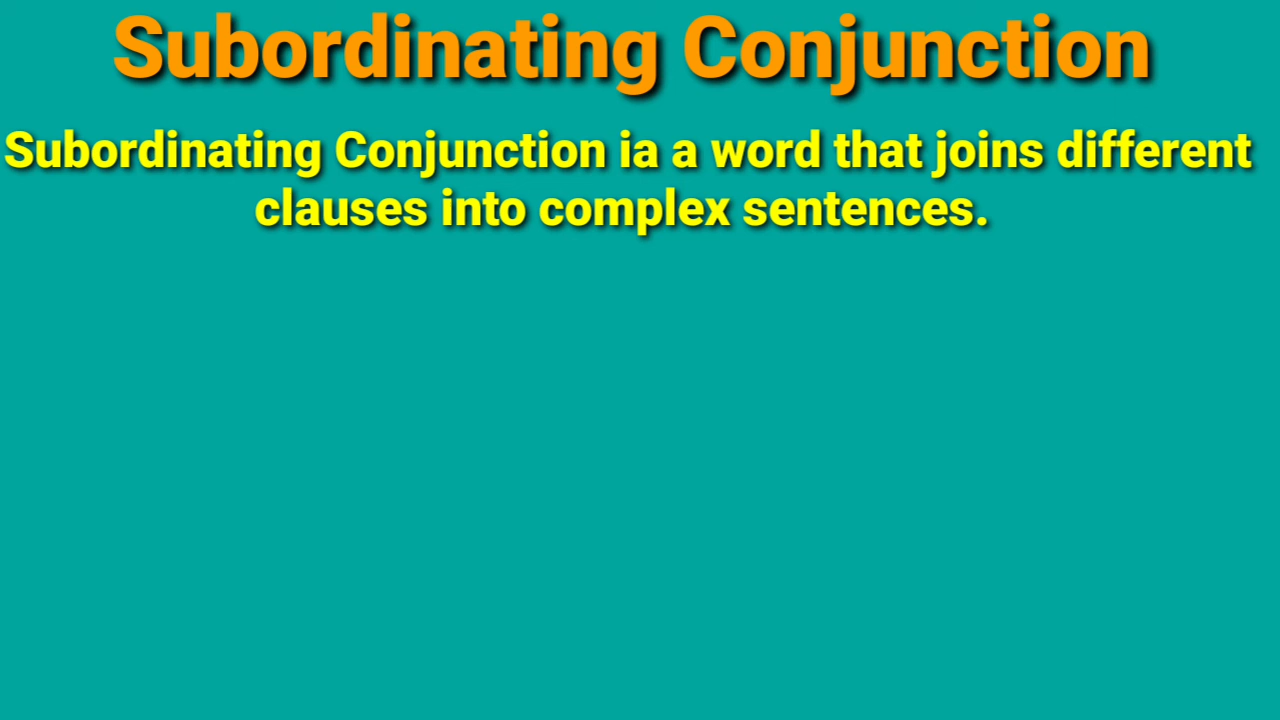 Subordinating Conjunction
Subordinating Conjunction ia a word that joins different
clauses into complex sentences.